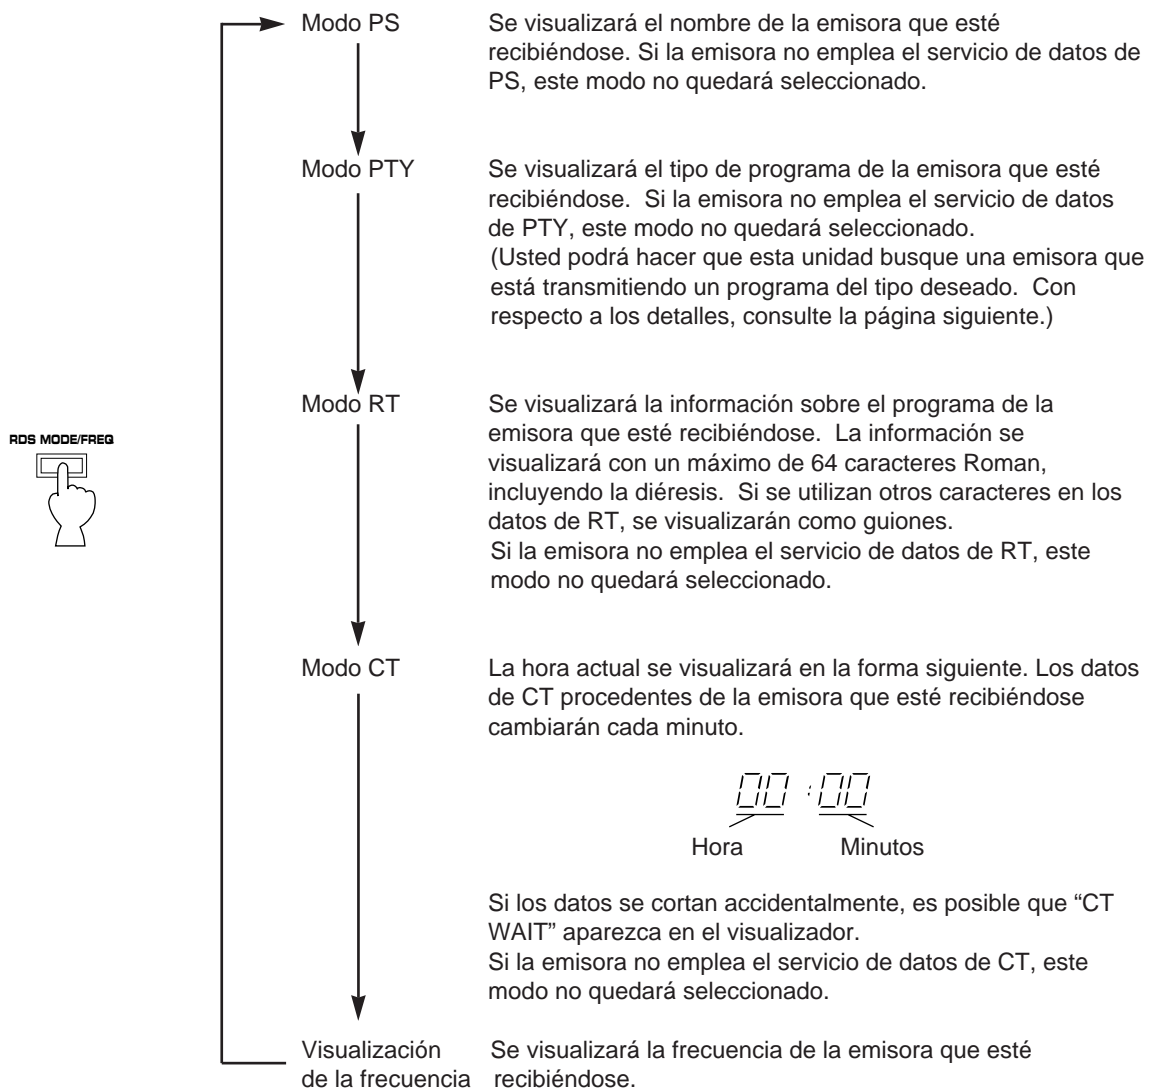 Modo PS
Se visualizará el nombre de la emisora que esté
recibiéndose. Si la emisora no emplea el servicio de datos de
PS, este modo no quedará seleccionado.
Modo PTY
Se visualizará el tipo de programa de la emisora que esté
recibiéndose. Si la emisora no emplea el servicio de datos
de PTY, este modo no quedará seleccionado.
(Usted podrá hacer que esta unidad busque una emisora que
está transmitiendo un programa del tipo deseado. Con
respecto a los detalles, consulte la página siguiente.)
RDS MODE/FREQ
Modo RT
Se visualizará la información sobre el programa de la
emisora que esté recibiéndose. La información se
visualizará con un máximo de 64 caracteres Roman,
incluyendo la diéresis. Si se utilizan otros caracteres en los
datos de RT, se visualizarán como guiones.
Si la emisora no emplea el servicio de datos de RT, este
modo no quedará seleccionado.
Modo CT
La hora actual se visualizará en la forma siguiente. Los datos
de CT procedentes de la emisora que esté recibiéndose
cambiarán cada minuto.
00 : 00
Hora Minutos
Si los datos se cortan accidentalmente, es posible que “CT
WAIT” aparezca en el visualizador.
Si la emisora no emplea el servicio de datos de CT, este
modo no quedará seleccionado.
Visualización
de la frecuencia
Se visualizará la frecuencia de la emisora que esté
recibiéndose.